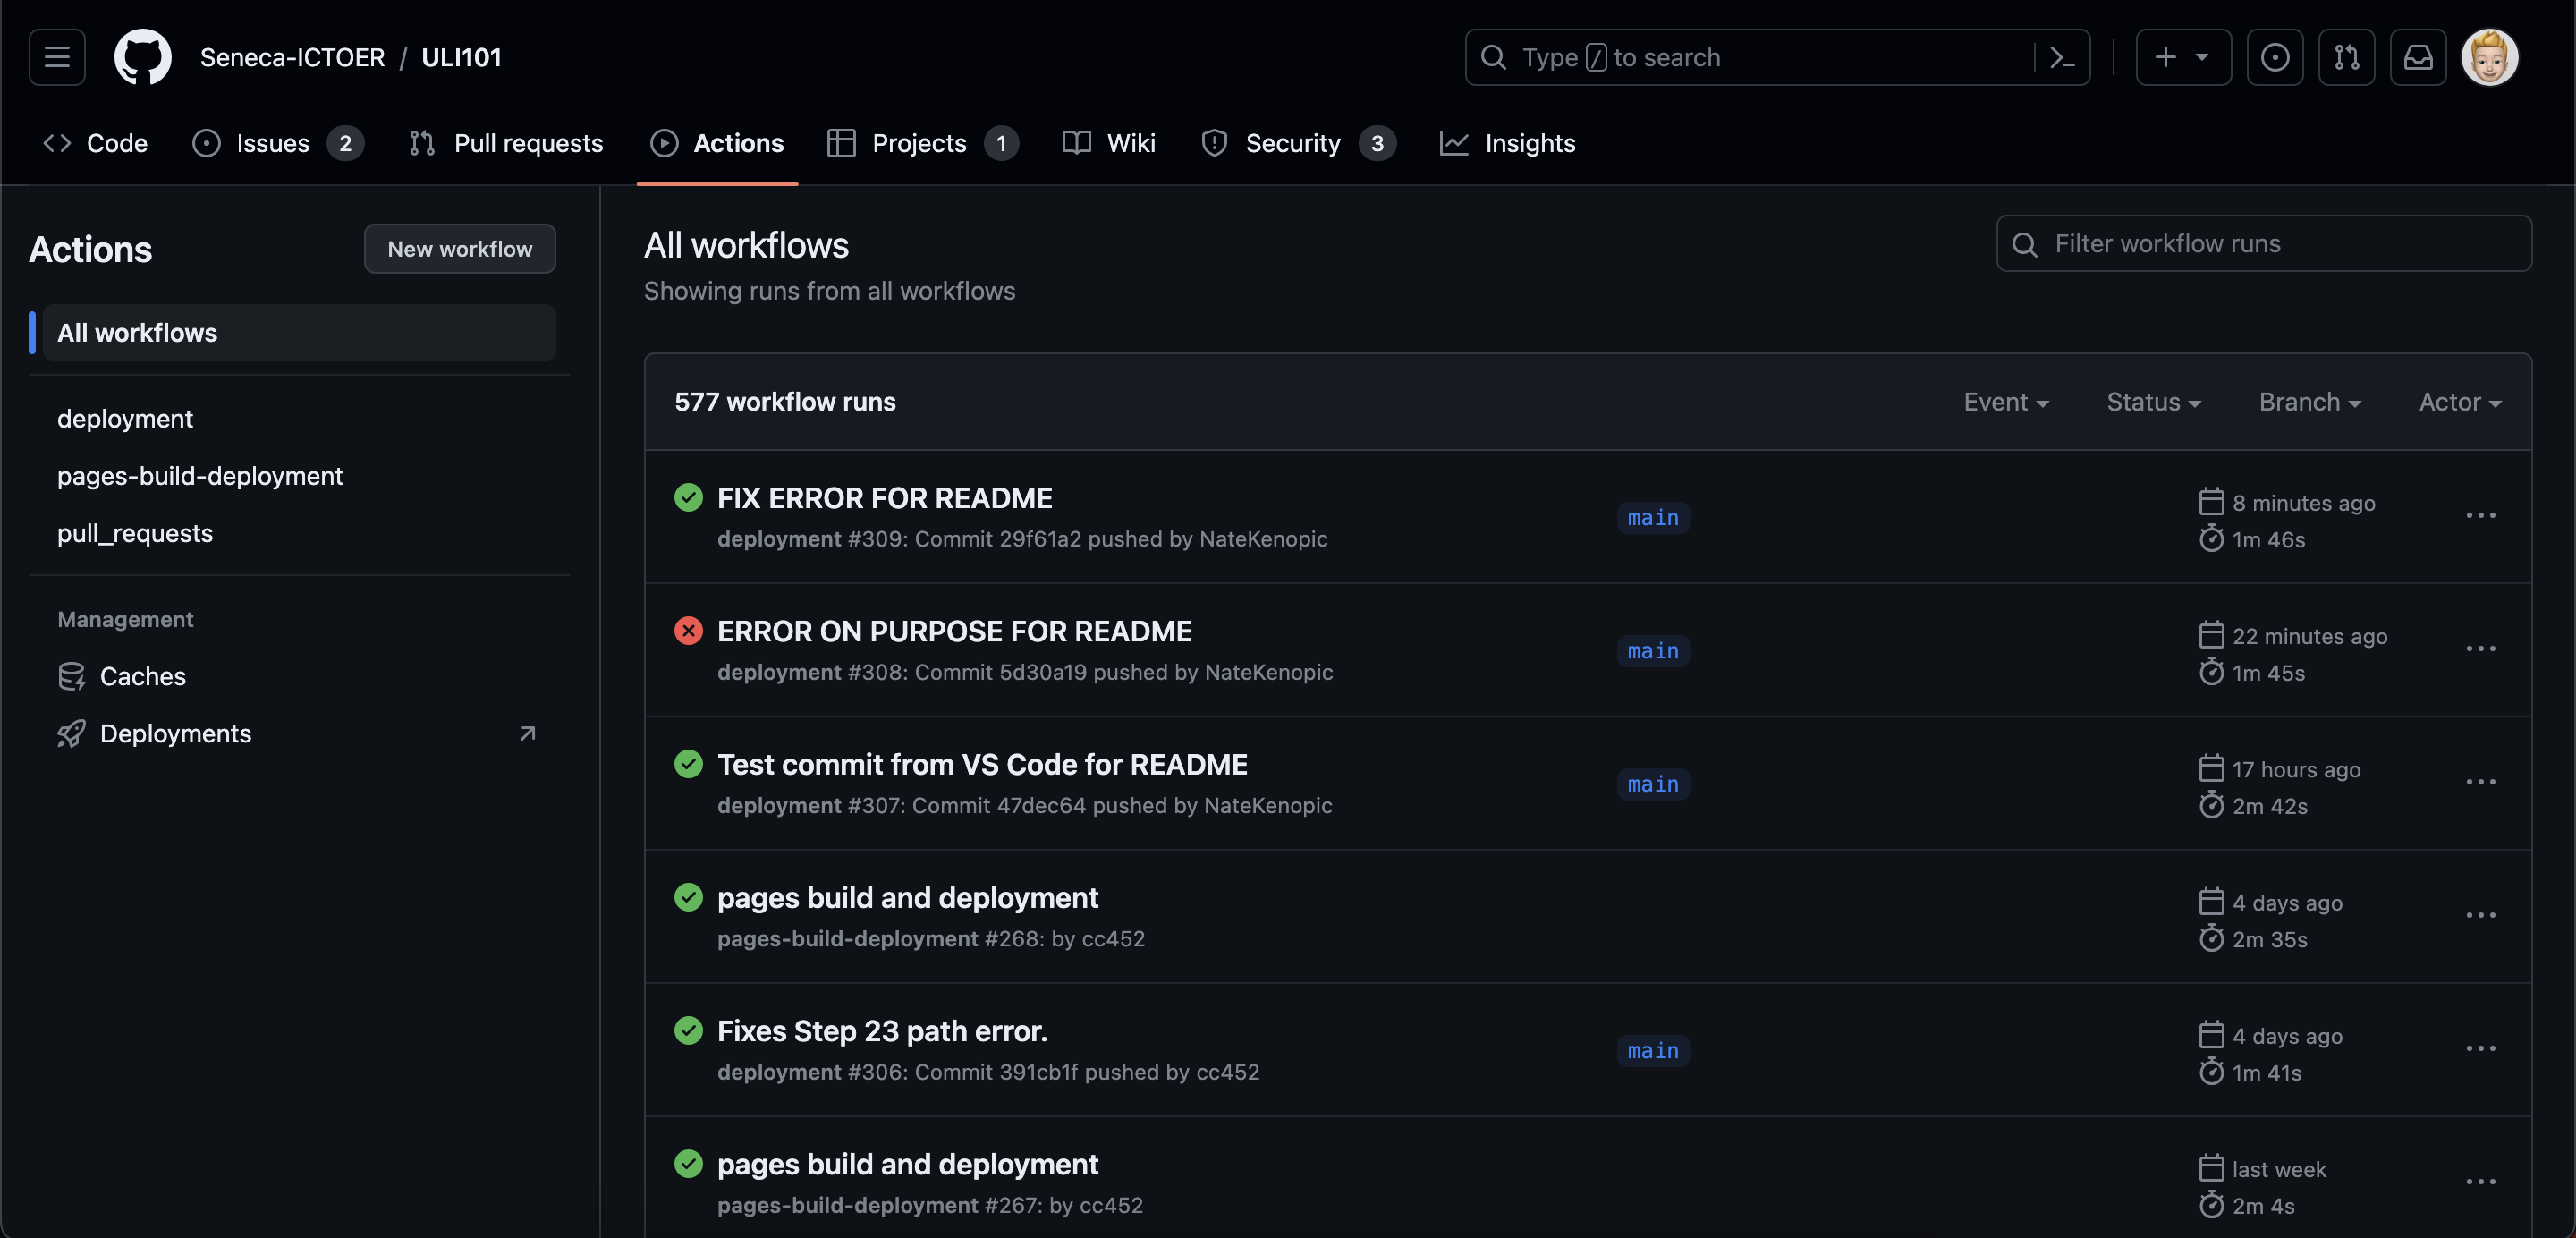 Seneca-ICTOER / ULI101
Type / to search
Code
Issues 2
Pull requests
Actions
Projects 1
Wiki
Security 3
Insights
Actions
New workflow
All workflows
deployment
pages-build-deployment
pull_requests
Management
Caches
Deployments
All workflows
Showing runs from all workflows
Filter workflow runs
577 workflow runs
Event
Status
Branch
Actor
FIX ERROR FOR README
deployment #309: Commit 29f61a2 pushed by NateKenopic
main
8 minutes ago
1m 46s
ERROR ON PURPOSE FOR README
deployment #308: Commit 5d30a19 pushed by NateKenopic
main
22 minutes ago
1m 45s
Test commit from VS Code for README
deployment #307: Commit 47dec64 pushed by NateKenopic
main
17 hours ago
2m 42s
pages build and deployment
pages-build-deployment #268: by cc452
4 days ago
2m 35s
Fixes Step 23 path error.
deployment #306: Commit 391cb1f pushed by cc452
main
4 days ago
1m 41s
pages build and deployment
pages-build-deployment #267: by cc452
last week
2m 4s